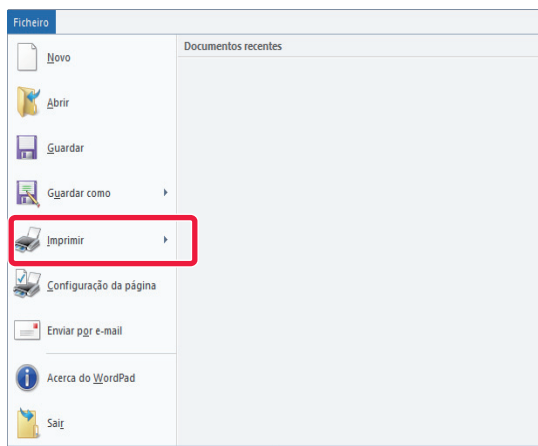 Ficheiro
Documentos recentes
Novo
Abrir
Guardar
Guardar como
Imprimir
Configuração da página
Enviar por e-mail
Acerca do WordPad
Sair